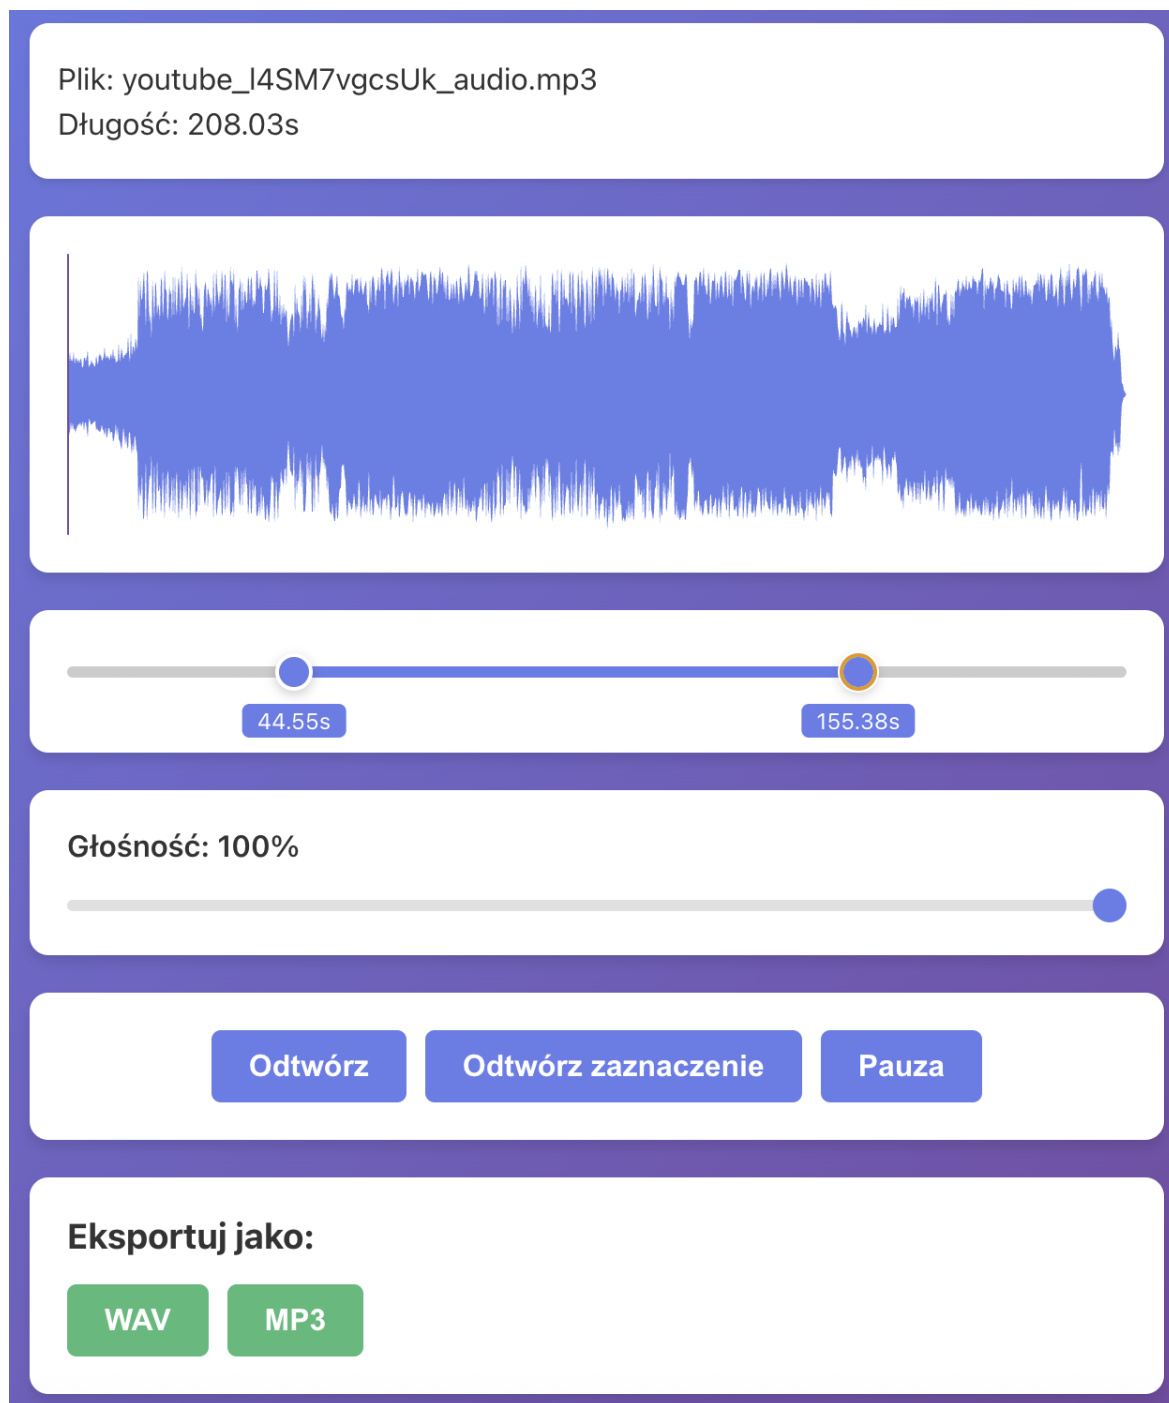 Plik: youtube_l4SM7vgcsUk_audio.mp3
Długość: 208.03s
44.55s 155.38s
Głośność: 100%
Odtwórz Odtwórz zaznaczenie Pauza
Eksportuj jako:
WAV MP3